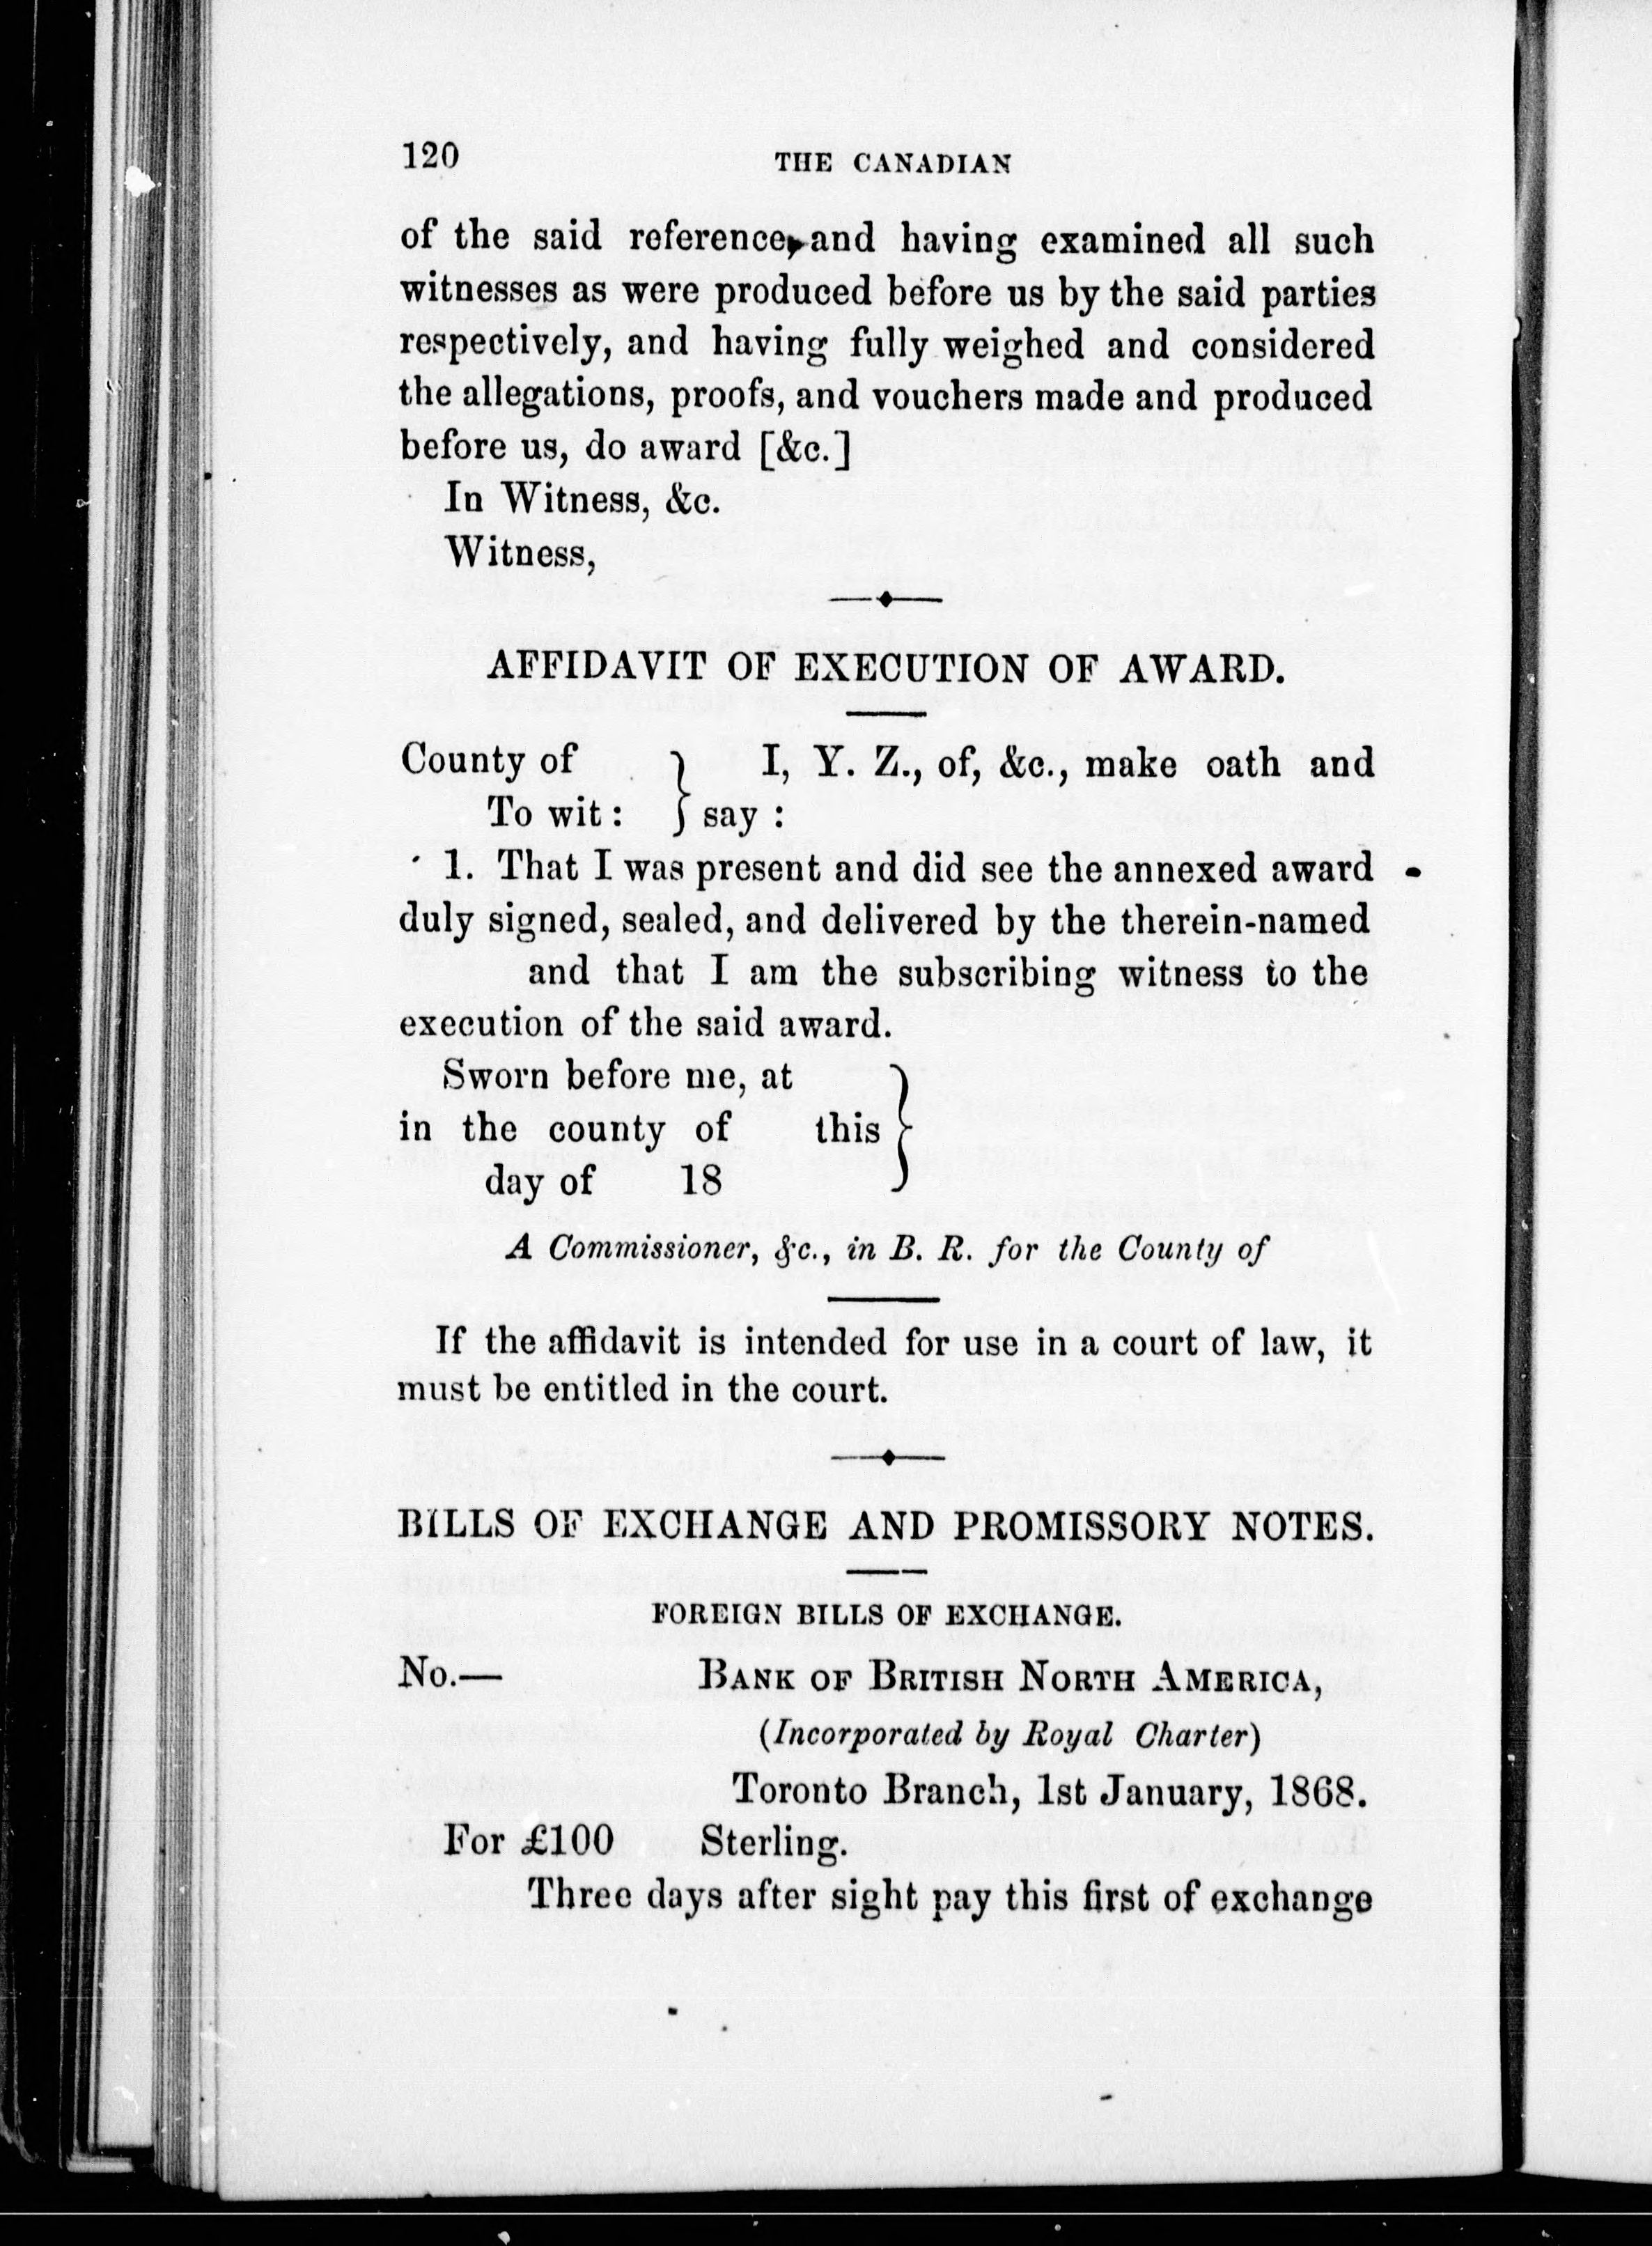 120 THE CANADIAN
of the said reference, and having examined all such
witnesses as were produced before us by the said parties
respectively, and having fully weighed and considered
the allegations, proofs, and vouchers made and produced
before us, do award [&c.]
In Witness, &c.
Witness,
AFFIDAVIT OF EXECUTION OF AWARD.
County of } I, Y. Z., of, &c., make oath and
To wit: } say:
1. That I was present and did see the annexed award
duly signed, sealed, and delivered by the therein-named
and that I am the subscribing witness to the
execution of the said award.
Sworn before me, at
in the county of this }
day of 18
A Commissioner, &c., in B. R. for the County of
If the affidavit is intended for use in a court of law, it
must be entitled in the court.
BILLS OF EXCHANGE AND PROMISSORY NOTES.
FOREIGN BILLS OF EXCHANGE.
No.— BANK OF BRITISH NORTH AMERICA,
(Incorporated by Royal Charter)
Toronto Branch, 1st January, 1868.
For £100 Sterling.
Three days after sight pay this first of exchange